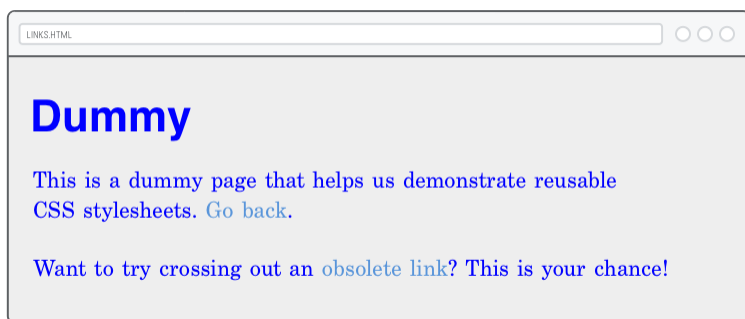 LINKS.HTML
Dummy
This is a dummy page that helps us demonstrate reusable
CSS stylesheets. Go back.
Want to try crossing out an obsolete link? This is your chance!